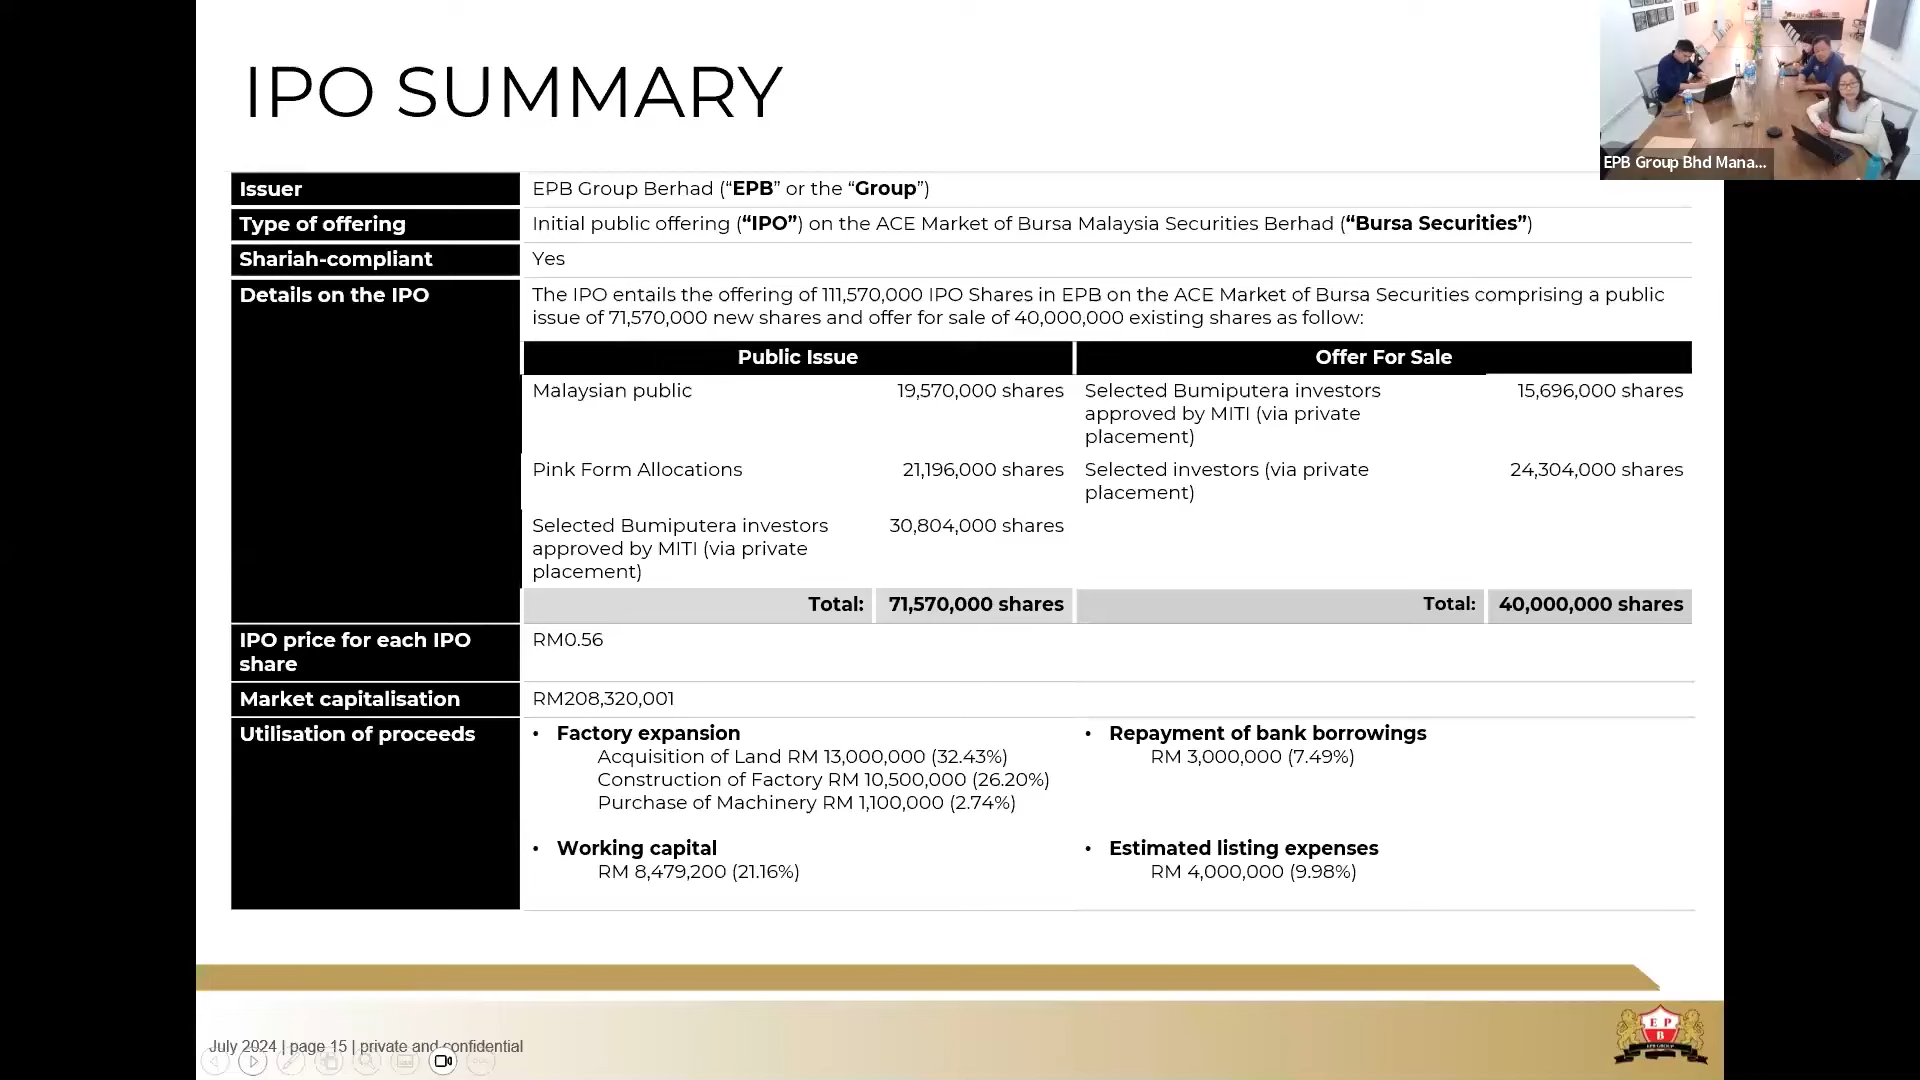 IPO SUMMARY
EPB Group Bhd Mana...
Issuer
EPB Group Berhad (“EPB” or the “Group”)
Type of offering
Initial public offering (“IPO”) on the ACE Market of Bursa Malaysia Securities Berhad (“Bursa Securities”)
Shariah-compliant
Yes
Details on the IPO
The IPO entails the offering of 111,570,000 IPO Shares in EPB on the ACE Market of Bursa Securities comprising a public
issue of 71,570,000 new shares and offer for sale of 40,000,000 existing shares as follow:
Public Issue
Offer For Sale
Malaysian public
19,570,000 shares
Selected Bumiputera investors
approved by MITI (via private
placement)
15,696,000 shares
Pink Form Allocations
21,196,000 shares
Selected investors (via private
placement)
24,304,000 shares
Selected Bumiputera investors
approved by MITI (via private
placement)
30,804,000 shares
Total:
71,570,000 shares
Total:
40,000,000 shares
IPO price for each IPO
share
RM0.56
Market capitalisation
RM208,320,001
Utilisation of proceeds
• Factory expansion
Acquisition of Land RM 13,000,000 (32.43%)
Construction of Factory RM 10,500,000 (26.20%)
Purchase of Machinery RM 1,100,000 (2.74%)
• Repayment of bank borrowings
RM 3,000,000 (7.49%)
• Working capital
RM 8,479,200 (21.16%)
• Estimated listing expenses
RM 4,000,000 (9.98%)
July 2024 | page 15 | private and confidential
E P
B
EPB GROUP